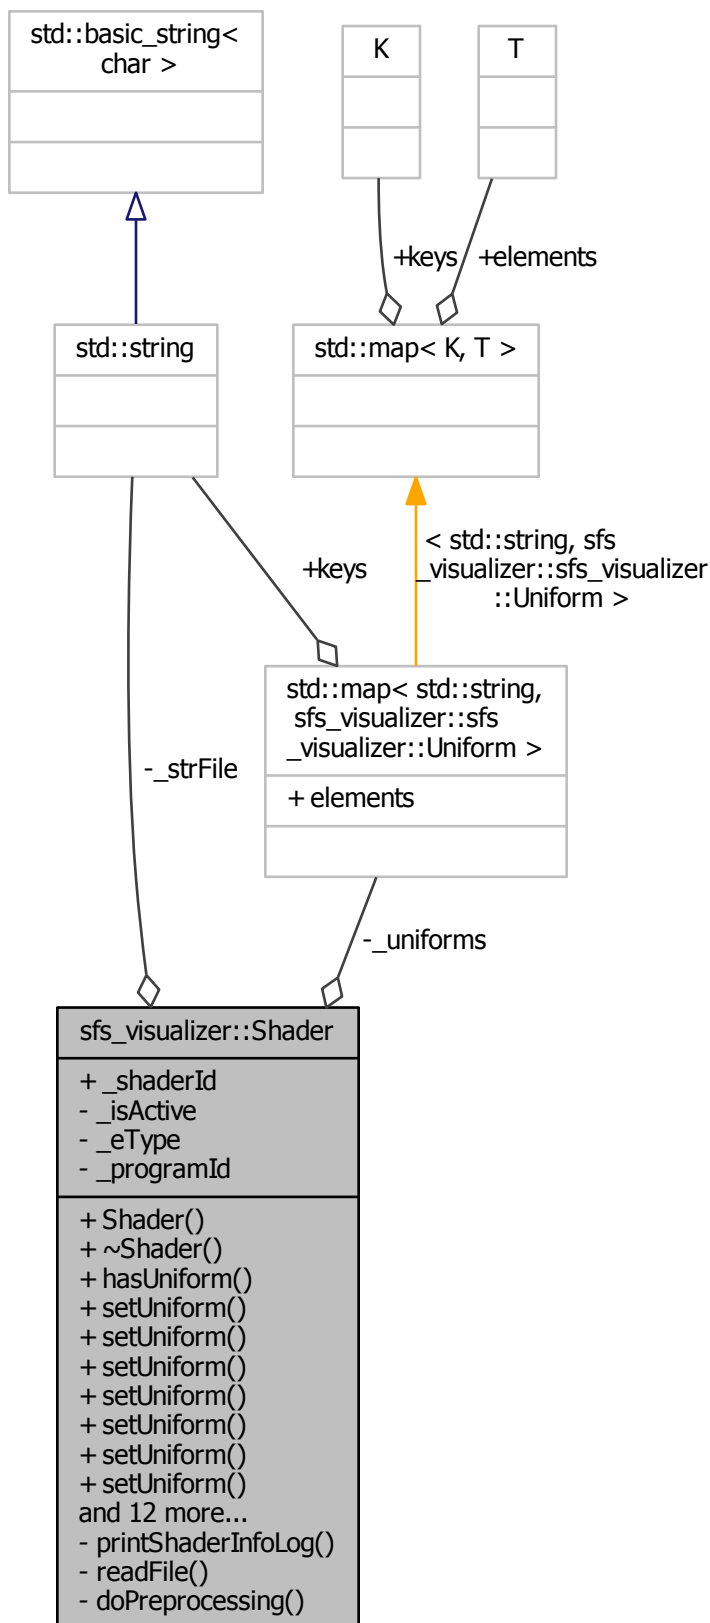 std::basic_string<
char >
K
T
+keys
+elements
std::string
std::map< K, T >
< std::string, sfs
_visualizer::sfs_visualizer
::Uniform >
+keys
std::map< std::string,
sfs_visualizer::sfs
_visualizer::Uniform >
+ elements
-_strFile
-_uniforms
sfs_visualizer::Shader
+ _shaderId
- _isActive
- _eType
- _programId
+ Shader()
+ ~Shader()
+ hasUniform()
+ setUniform()
+ setUniform()
+ setUniform()
+ setUniform()
+ setUniform()
+ setUniform()
+ setUniform()
and 12 more...
- printShaderInfoLog()
- readFile()
- doPreprocessing()